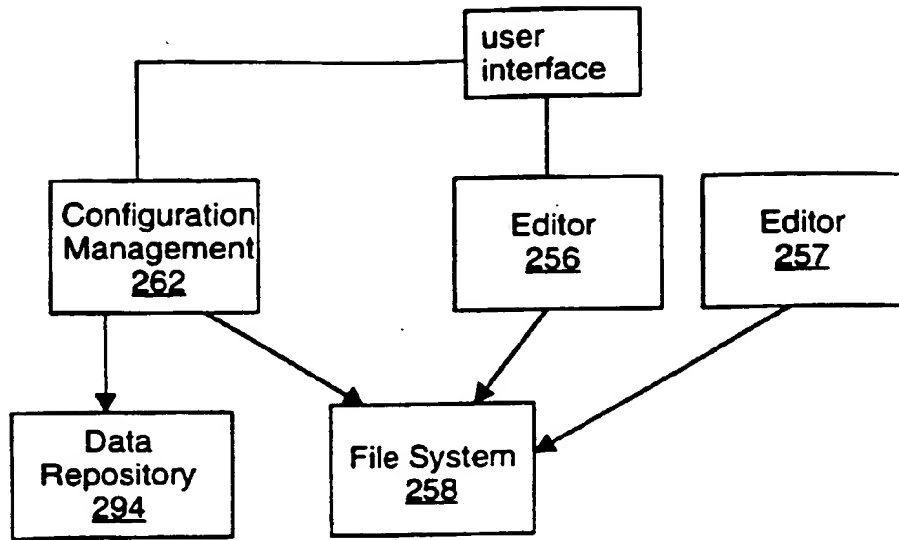 user
interface
Configuration
Management
262
Editor
256
Editor
257
Data
Repository
294
File System
258